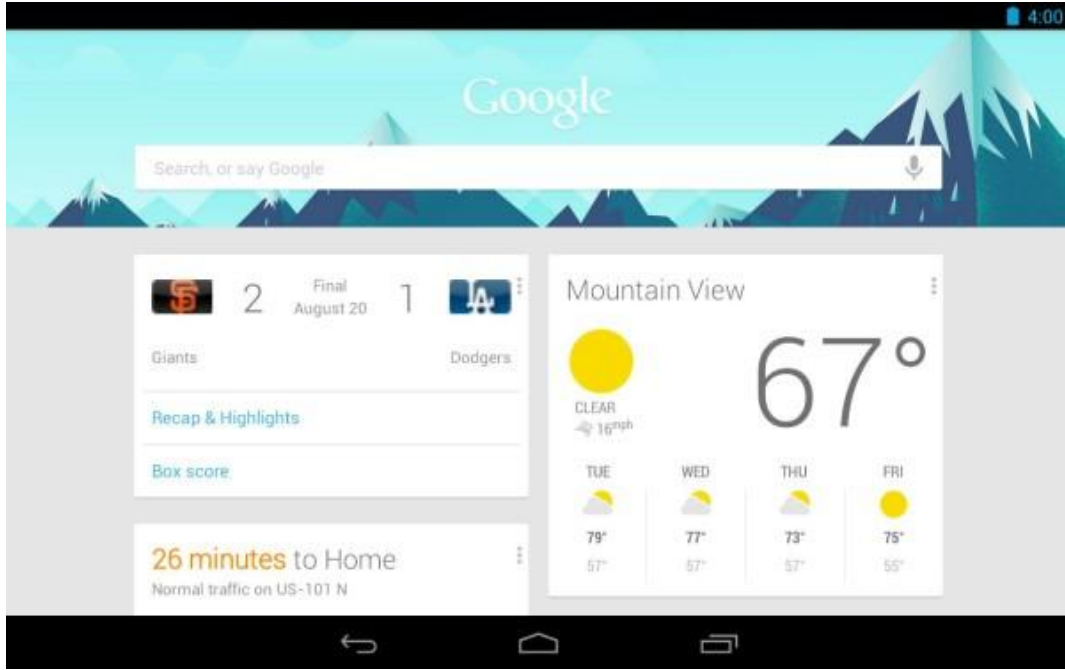 4:00
Google
Search, or say Google
SF 2 Final 1 LA
August 20
Giants Dodgers
Recap & Highlights
Box score
26 minutes to Home
Normal traffic on US-101 N
Mountain View
67°
CLEAR
16mph
TUE WED THU FRI
79° 77° 73° 75°
57° 57° 57° 55°